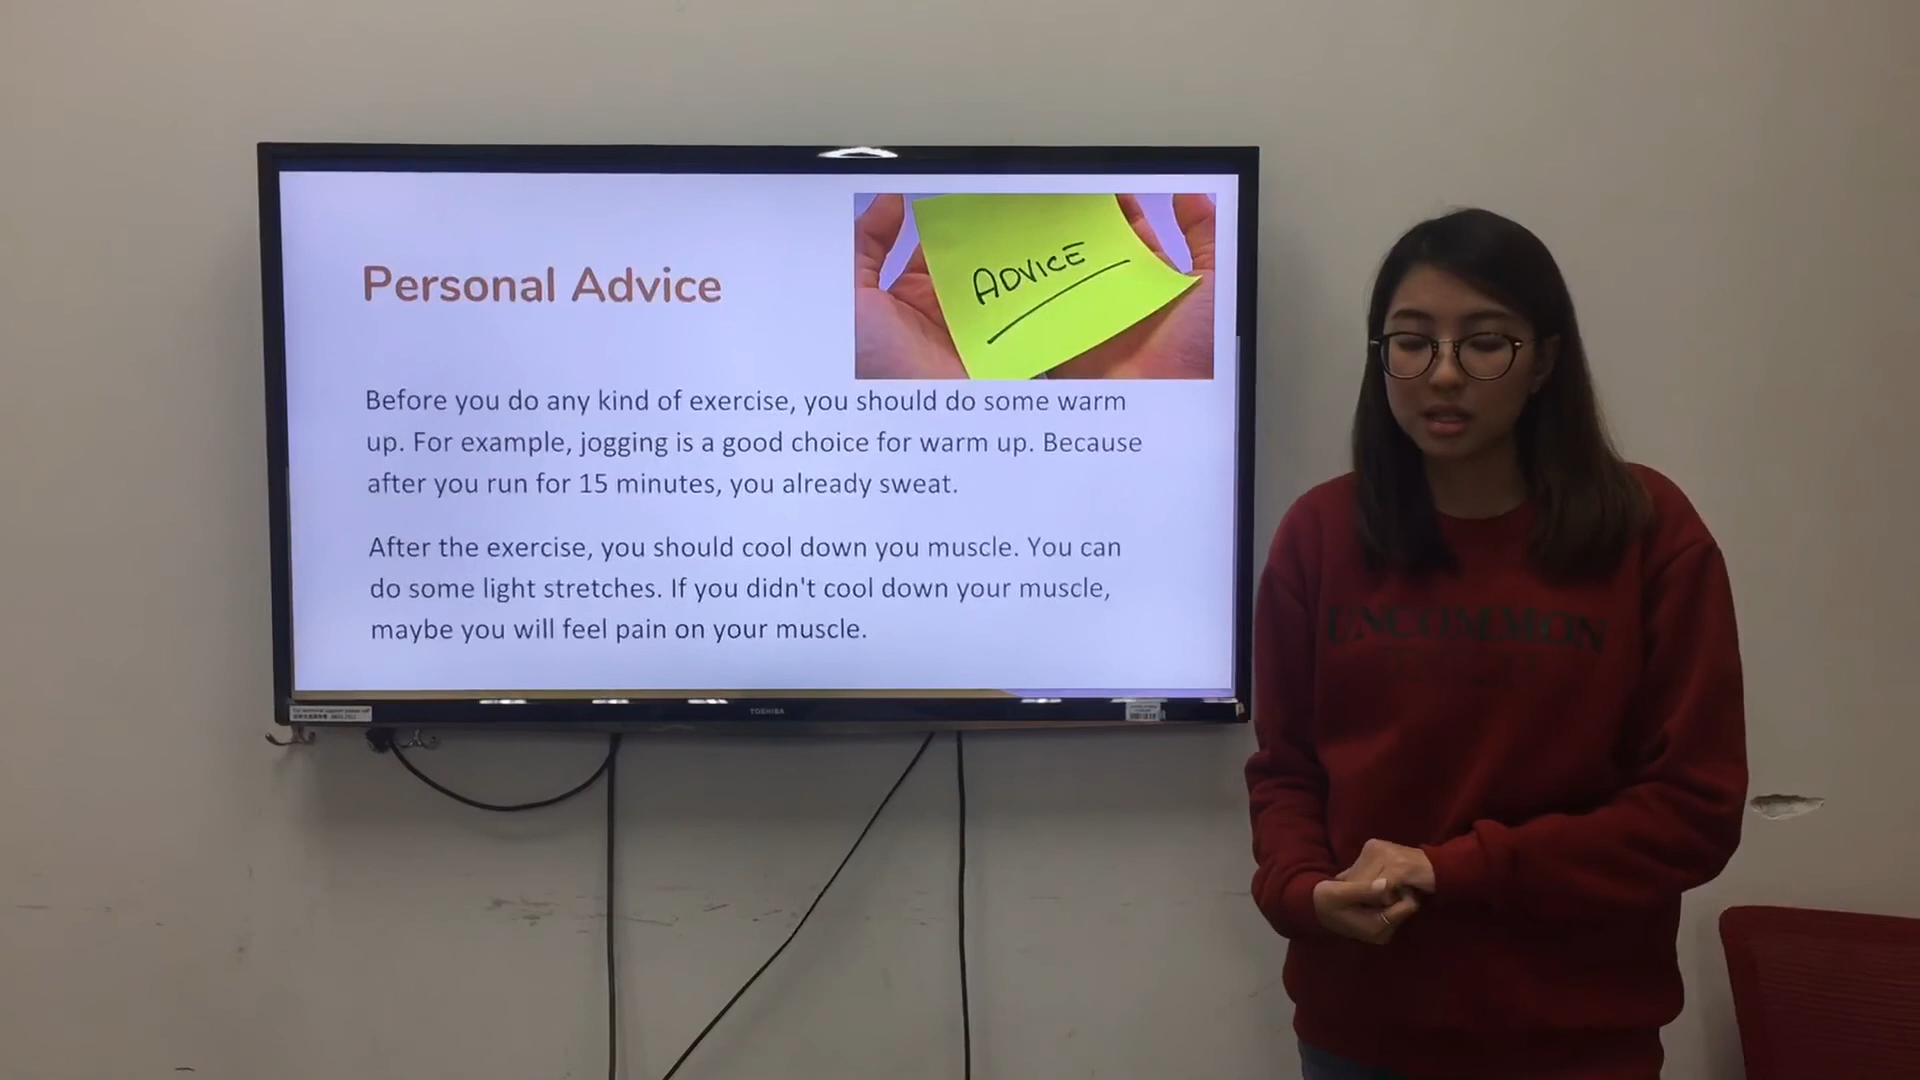 ADVICE
Personal Advice
Before you do any kind of exercise, you should do some warm
up. For example, jogging is a good choice for warm up. Because
after you run for 15 minutes, you already sweat.
After the exercise, you should cool down you muscle. You can
do some light stretches. If you didn't cool down your muscle,
maybe you will feel pain on your muscle.
TOSHIBA
UNCOMMON